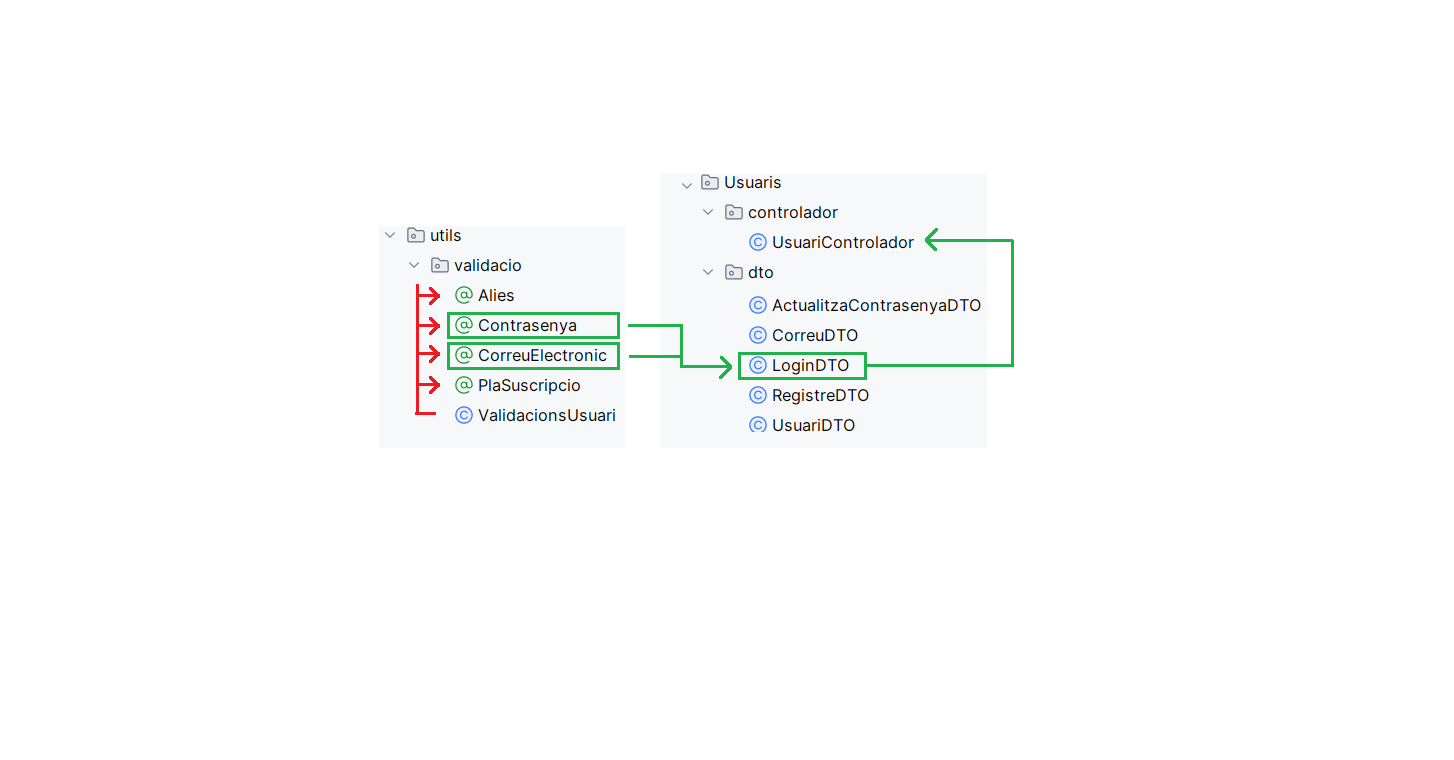 utils
validacio
@ Alies
@ Contrasenya
@ CorreuElectronic
@ PlaSuscripcio
C ValidacionsUsuari
Usuaris
controlador
C UsuariControlador
dto
C ActualitzaContrasenyaDTO
C CorreuDTO
C LoginDTO
C RegistreDTO
C UsuariDTO